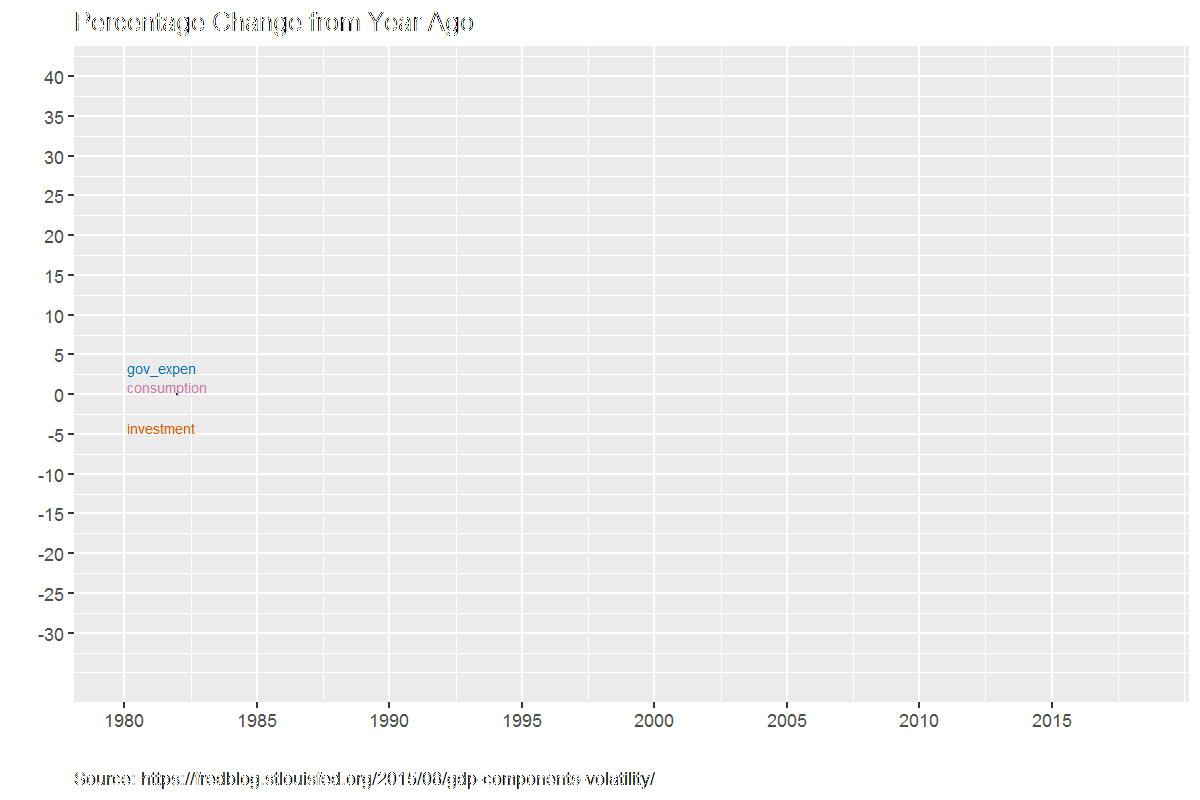 Percentage Change from Year Ago
40
35
30
25
20
15
10
5
0
-5
-10
-15
-20
-25
-30
gov_expen
consumption
investment
1980 1985 1990 1995 2000 2005 2010 2015
Source: https://fredblog.stlouisfed.org/2015/06/gdp-components-volatility/